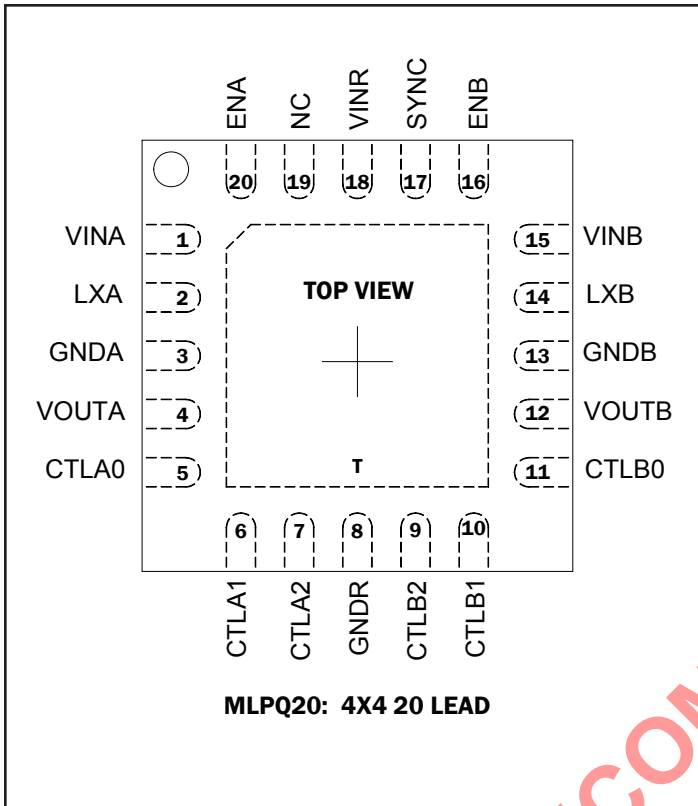 ENA
NC
VINR
SYNC
ENB
20
19
18
17
16
VINA 1
15 VINB
LXA 2
TOP VIEW
14 LXB
GNDA 3
13 GNDB
VOUTA 4
12 VOUTB
CTLA0 5
T
11 CTLB0
6
7
8
9
10
CTLA1
CTLA2
GNDR
CTLB2
CTLB1
MLPQ20: 4X4 20 LEAD
COM